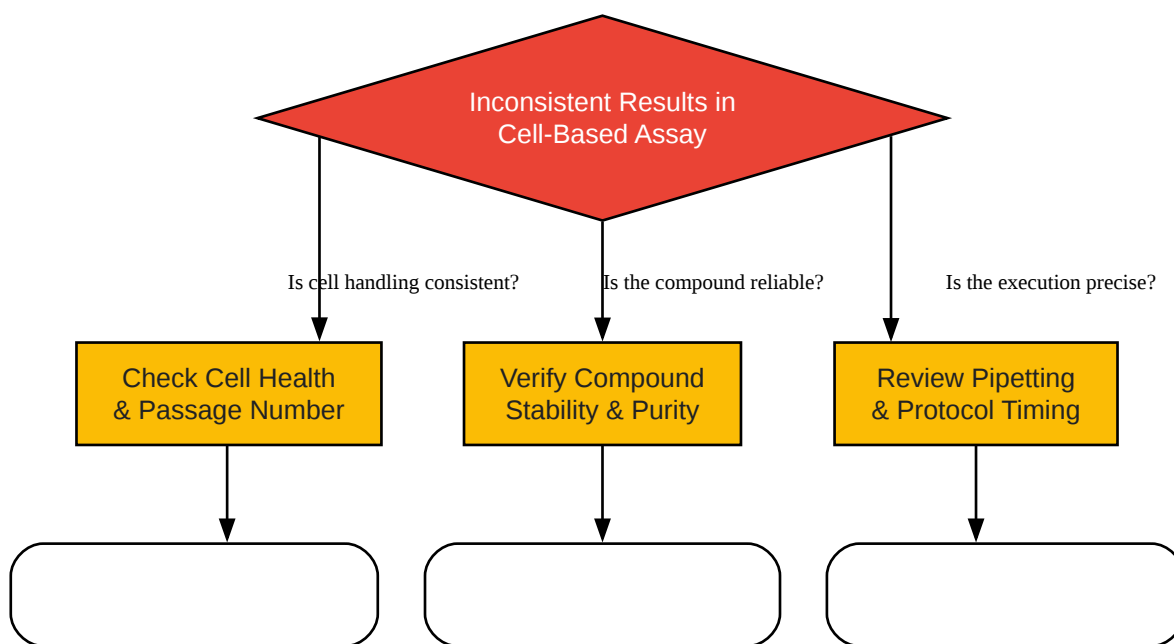 Inconsistent Results in
Cell-Based Assay
Is cell handling consistent?
Is the compound reliable?
Is the execution precise?
Check Cell Health
& Passage Number
Verify Compound
Stability & Purity
Review Pipetting
& Protocol Timing